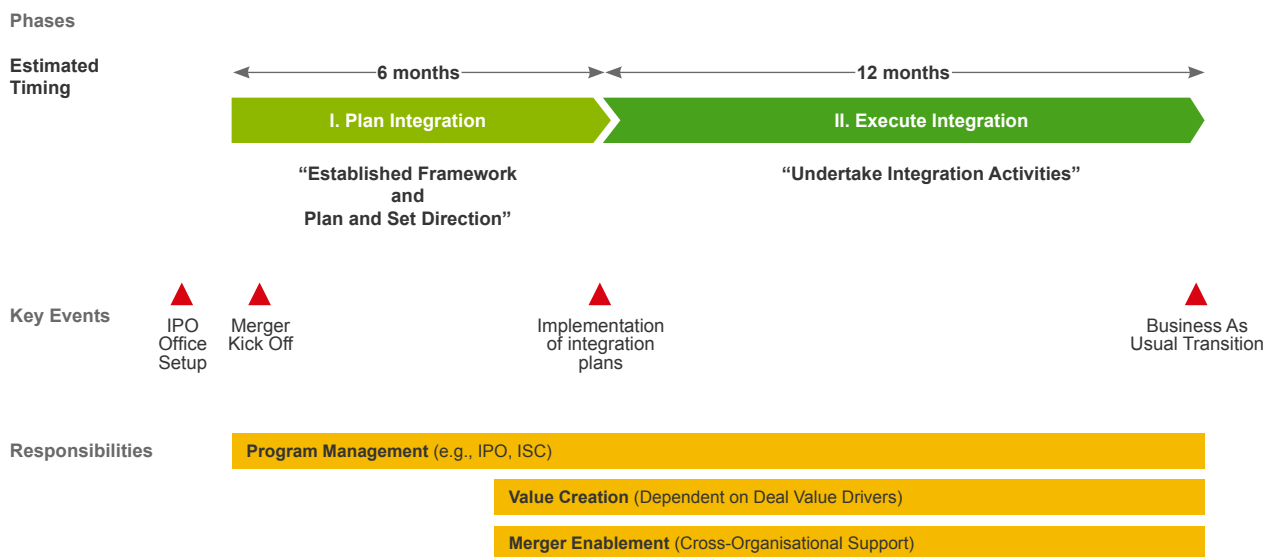 Phases
Estimated
Timing
6 months
12 months
I. Plan Integration
II. Execute Integration
“Established Framework
and
Plan and Set Direction”
“Undertake Integration Activities”
Key Events
IPO
Office
Setup
Merger
Kick Off
Implementation
of integration
plans
Business As
Usual Transition
Responsibilities
Program Management (e.g., IPO, ISC)
Value Creation (Dependent on Deal Value Drivers)
Merger Enablement (Cross-Organisational Support)